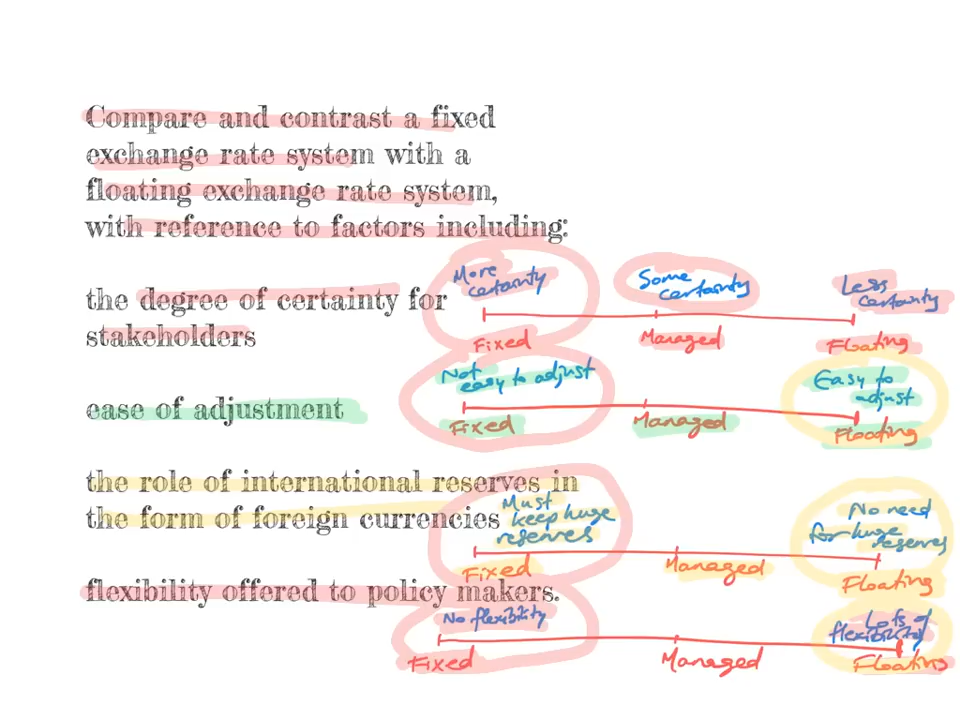 Compare and contrast a fixed
exchange rate system with a
floating exchange rate system,
with reference to factors including:
More
certainty
Some
certainty
Less
certainty
the degree of certainty for
stakeholders
Fixed
Managed
Floating
Not
easy to adjust
Easy to
adjust
ease of adjustment
Fixed
Managed
Floating
the role of international reserves in
the form of foreign currencies
Must
keep huge
reserves
No need
for huge
reserves
Fixed
Managed
Floating
flexibility offered to policy makers.
No flexibility
Lots of
flexibility
Fixed
Managed
Floating